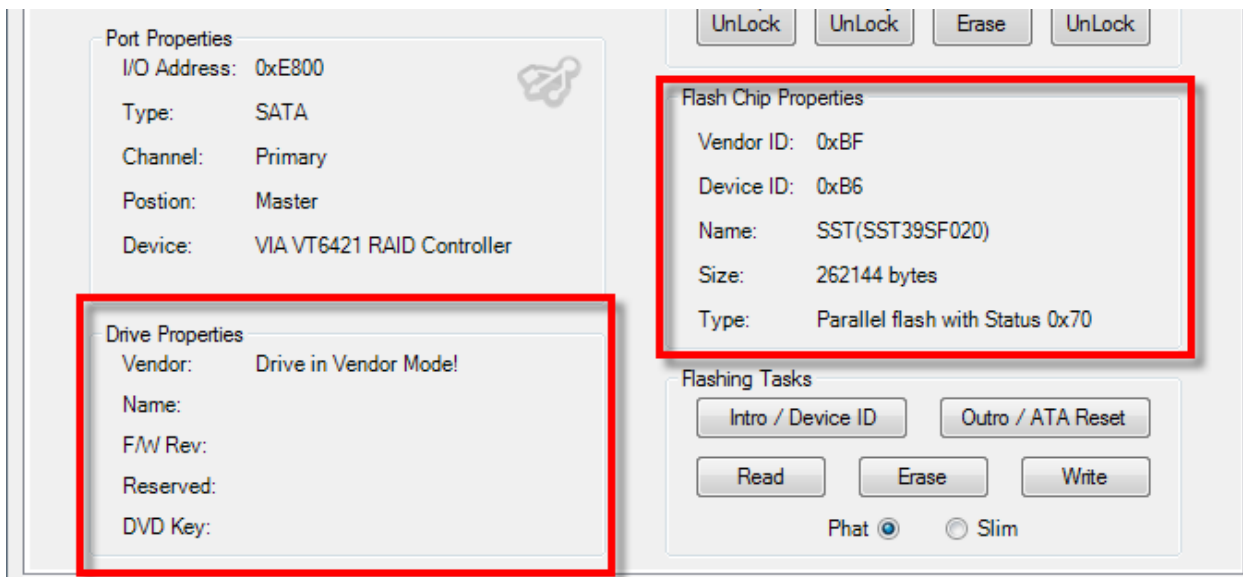 UnLock UnLock Erase UnLock
Port Properties
I/O Address: 0xE800
Type: SATA
Channel: Primary
Postion: Master
Device: VIA VT6421 RAID Controller
Drive Properties
Vendor: Drive in Vendor Mode!
Name:
F/W Rev:
Reserved:
DVD Key:
Flash Chip Properties
Vendor ID: 0xBF
Device ID: 0xB6
Name: SST(SST39SF020)
Size: 262144 bytes
Type: Parallel flash with Status 0x70
Flashing Tasks
Intro / Device ID Outro / ATA Reset
Read Erase Write
Phat Slim